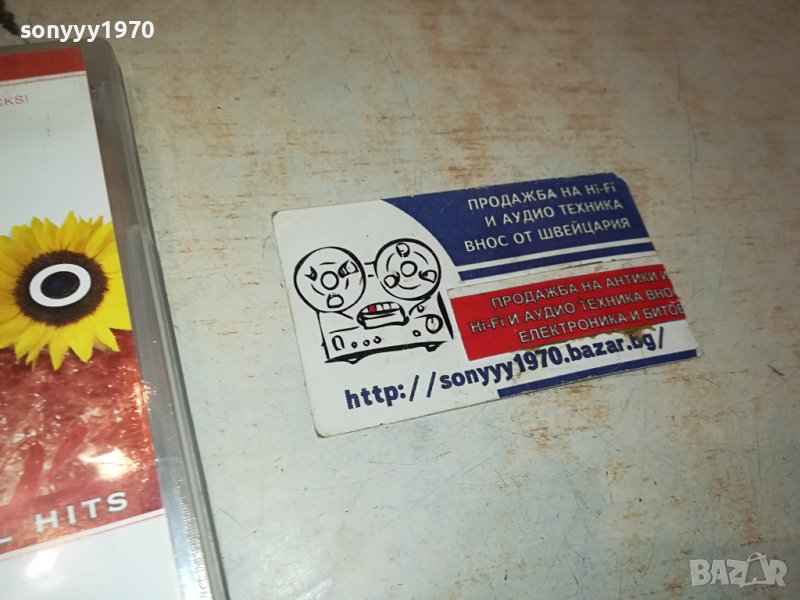 sonyyy1970
CKS!
ПРОДАЖБА НА Hi-Fi
И АУДИО ТЕХНИКА
ВНОС ОТ ШВЕЙЦАРИЯ
ПРОДАЖБА НА АНТИКИ И
Hi-Fi И АУДИО ТЕХНИКА ВНО
ЕЛЕКТРОНИКА И БИТОВ
http://sonyyy1970.bazar.bg/
HITS
BAZAR